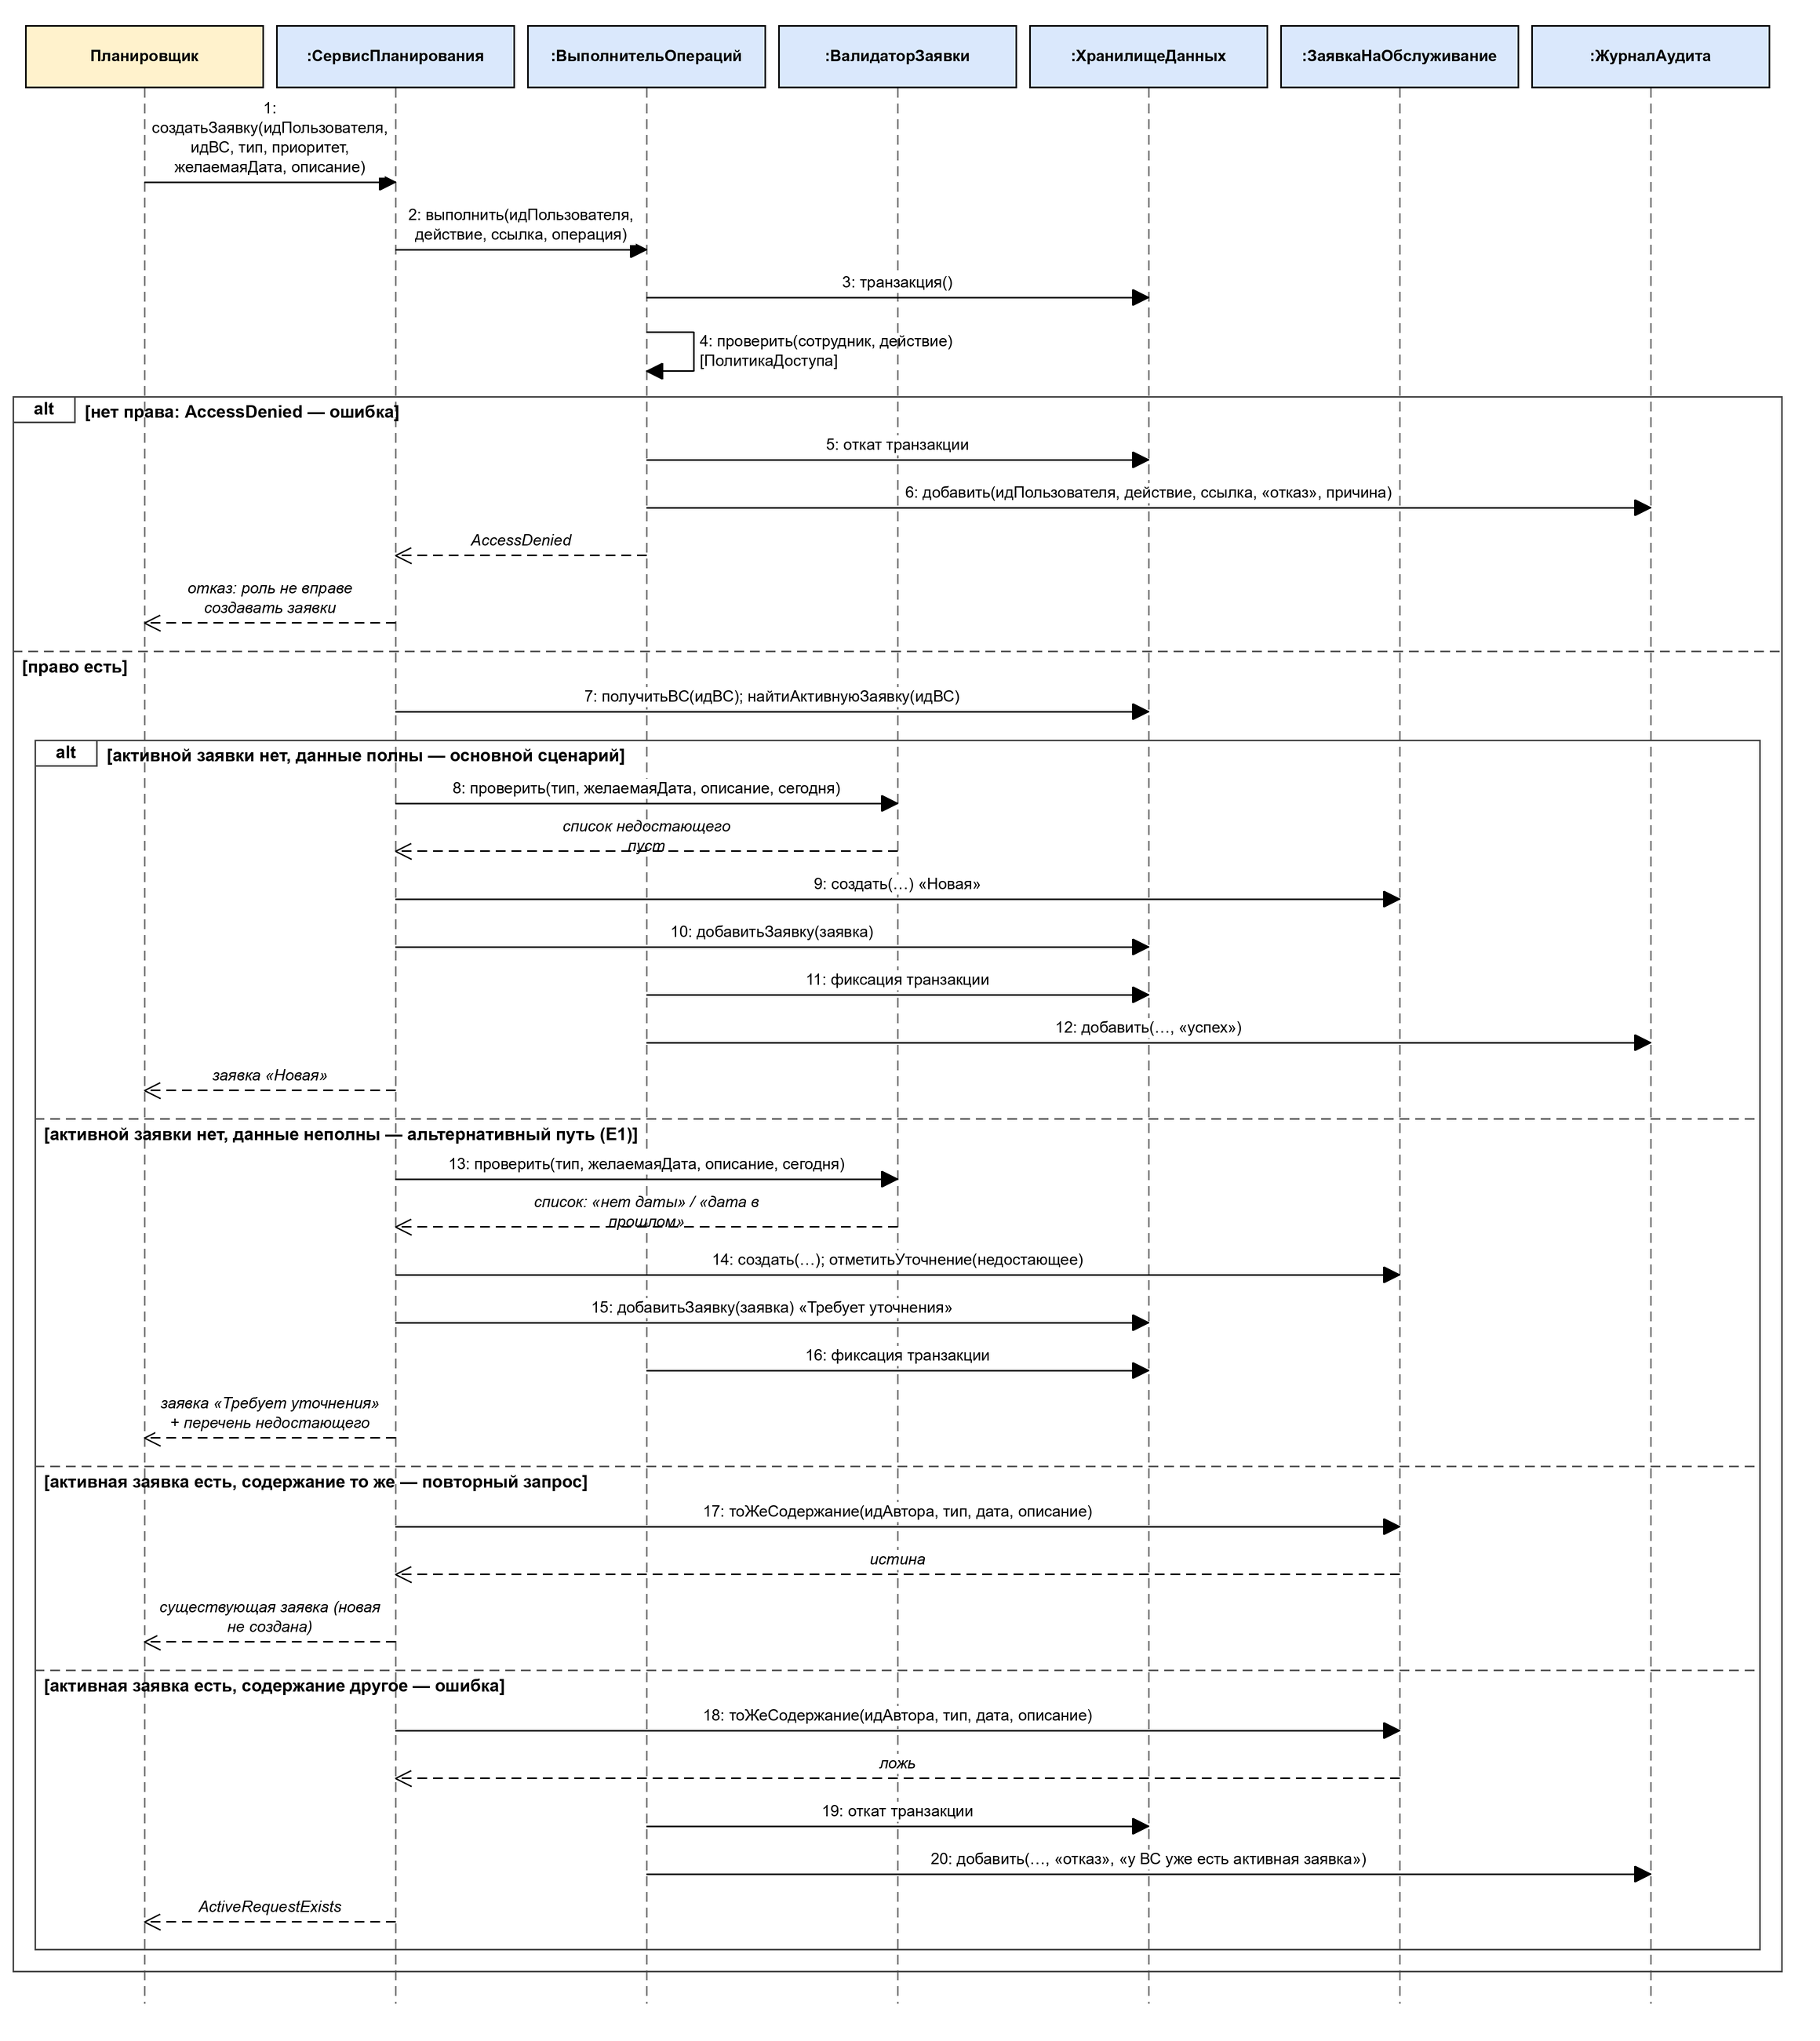 Планировщик
:СервисПланирования
:ВыполнительОпераций
:ВалидаторЗаявки
:ХранилищеДанных
:ЗаявкаНаОбслуживание
:ЖурналАудита
1:
создатьЗаявку(идПользователя,
идВС, тип, приоритет,
желаемаяДата, описание)
2: выполнить(идПользователя,
действие, ссылка, операция)
3: транзакция()
4: проверить(сотрудник, действие)
[ПолитикаДоступа]
alt
[нет права: AccessDenied — ошибка]
5: откат транзакции
6: добавить(идПользователя, действие, ссылка, «отказ», причина)
AccessDenied
отказ: роль не вправе
создавать заявки
[право есть]
7: получитьВС(идВС); найтиАктивнуюЗаявку(идВС)
alt
[активной заявки нет, данные полны — основной сценарий]
8: проверить(тип, желаемаяДата, описание, сегодня)
список недостающего
пуст
9: создать(…) «Новая»
10: добавитьЗаявку(заявка)
11: фиксация транзакции
12: добавить(…, «успех»)
заявка «Новая»
[активной заявки нет, данные неполны — альтернативный путь (E1)]
13: проверить(тип, желаемаяДата, описание, сегодня)
список: «нет даты» / «дата в
прошлом»
14: создать(…); отметитьУточнение(недостающее)
15: добавитьЗаявку(заявка) «Требует уточнения»
16: фиксация транзакции
заявка «Требует уточнения»
+ перечень недостающего
[активная заявка есть, содержание то же — повторный запрос]
17: тоЖеСодержание(идАвтора, тип, дата, описание)
истина
существующая заявка (новая
не создана)
[активная заявка есть, содержание другое — ошибка]
18: тоЖеСодержание(идАвтора, тип, дата, описание)
ложь
19: откат транзакции
20: добавить(…, «отказ», «у ВС уже есть активная заявка»)
ActiveRequestExists